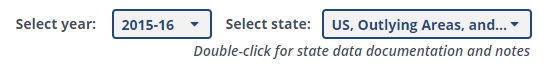 Select year: 2015-16 Select state: US, Outlying Areas, and...
Double-click for state data documentation and notes